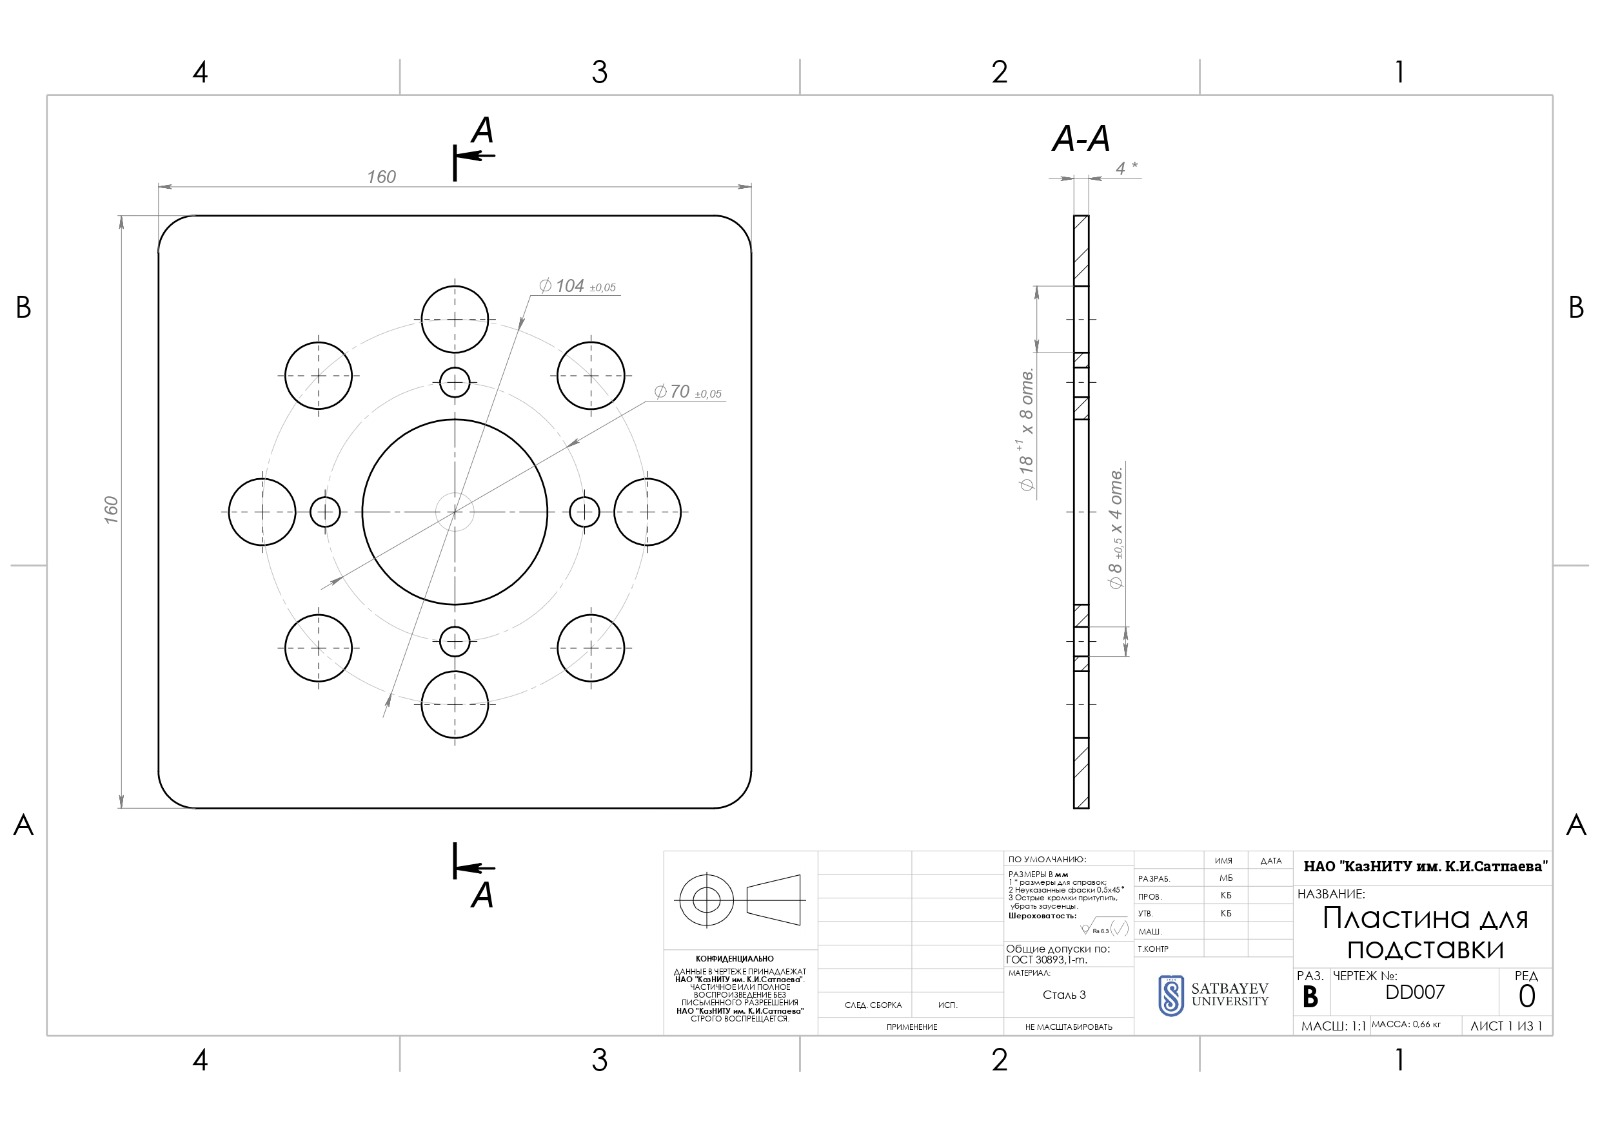 4 3 2 1
A
A-A
4 *
160
∅ 104 ±0,05
B B
∅ 70 ±0,05
∅ 18 +1 x 8 отв.
∅ 8 ±0,5 x 4 отв.
160
A A
A
ПО УМОЛЧАНИЮ:
РАЗМЕРЫ В мм
1 * размеры для справок;
2 Неуказанные фаски 0,5х45°
3 Острые кромки притупить,
убрать заусенцы.
Шероховатость:
Ra 6.3
Общие допуски по:
ГОСТ 30893,1-m.
МАТЕРИАЛ:
Сталь 3
НЕ МАСШТАБИРОВАТЬ
КОНФИДЕНЦИАЛЬНО
ДАННЫЕ В ЧЕРТЕЖЕ ПРИНАДЛЕЖАТ
НАО "КазНИТУ им. К.И.Сатпаева".
ЧАСТИЧНОЕ ИЛИ ПОЛНОЕ
ВОСПРОИЗВЕДЕНИЕ БЕЗ
ПИСЬМЕННОГО РАЗРЕЕШЕНИЯ
НАО "КазНИТУ им. К.И.Сатпаева"
СТРОГО ВОСПРЕЩАЕТСЯ.
СЛЕД. СБОРКА ИСП.
ПРИМЕНЕНИЕ
ИМЯ ДАТА
РАЗРАБ. МБ
ПРОВ. КБ
УТВ. КБ
МАШ.
Т.КОНТР
SATBAYEV
UNIVERSITY
НАО "КазНИТУ им. К.И.Сатпаева"
НАЗВАНИЕ:
Пластина для
подставки
РАЗ. ЧЕРТЕЖ №: РЕД
B DD007 0
МАСШ: 1:1 МАССА: 0,66 кг ЛИСТ 1 ИЗ 1
4 3 2 1